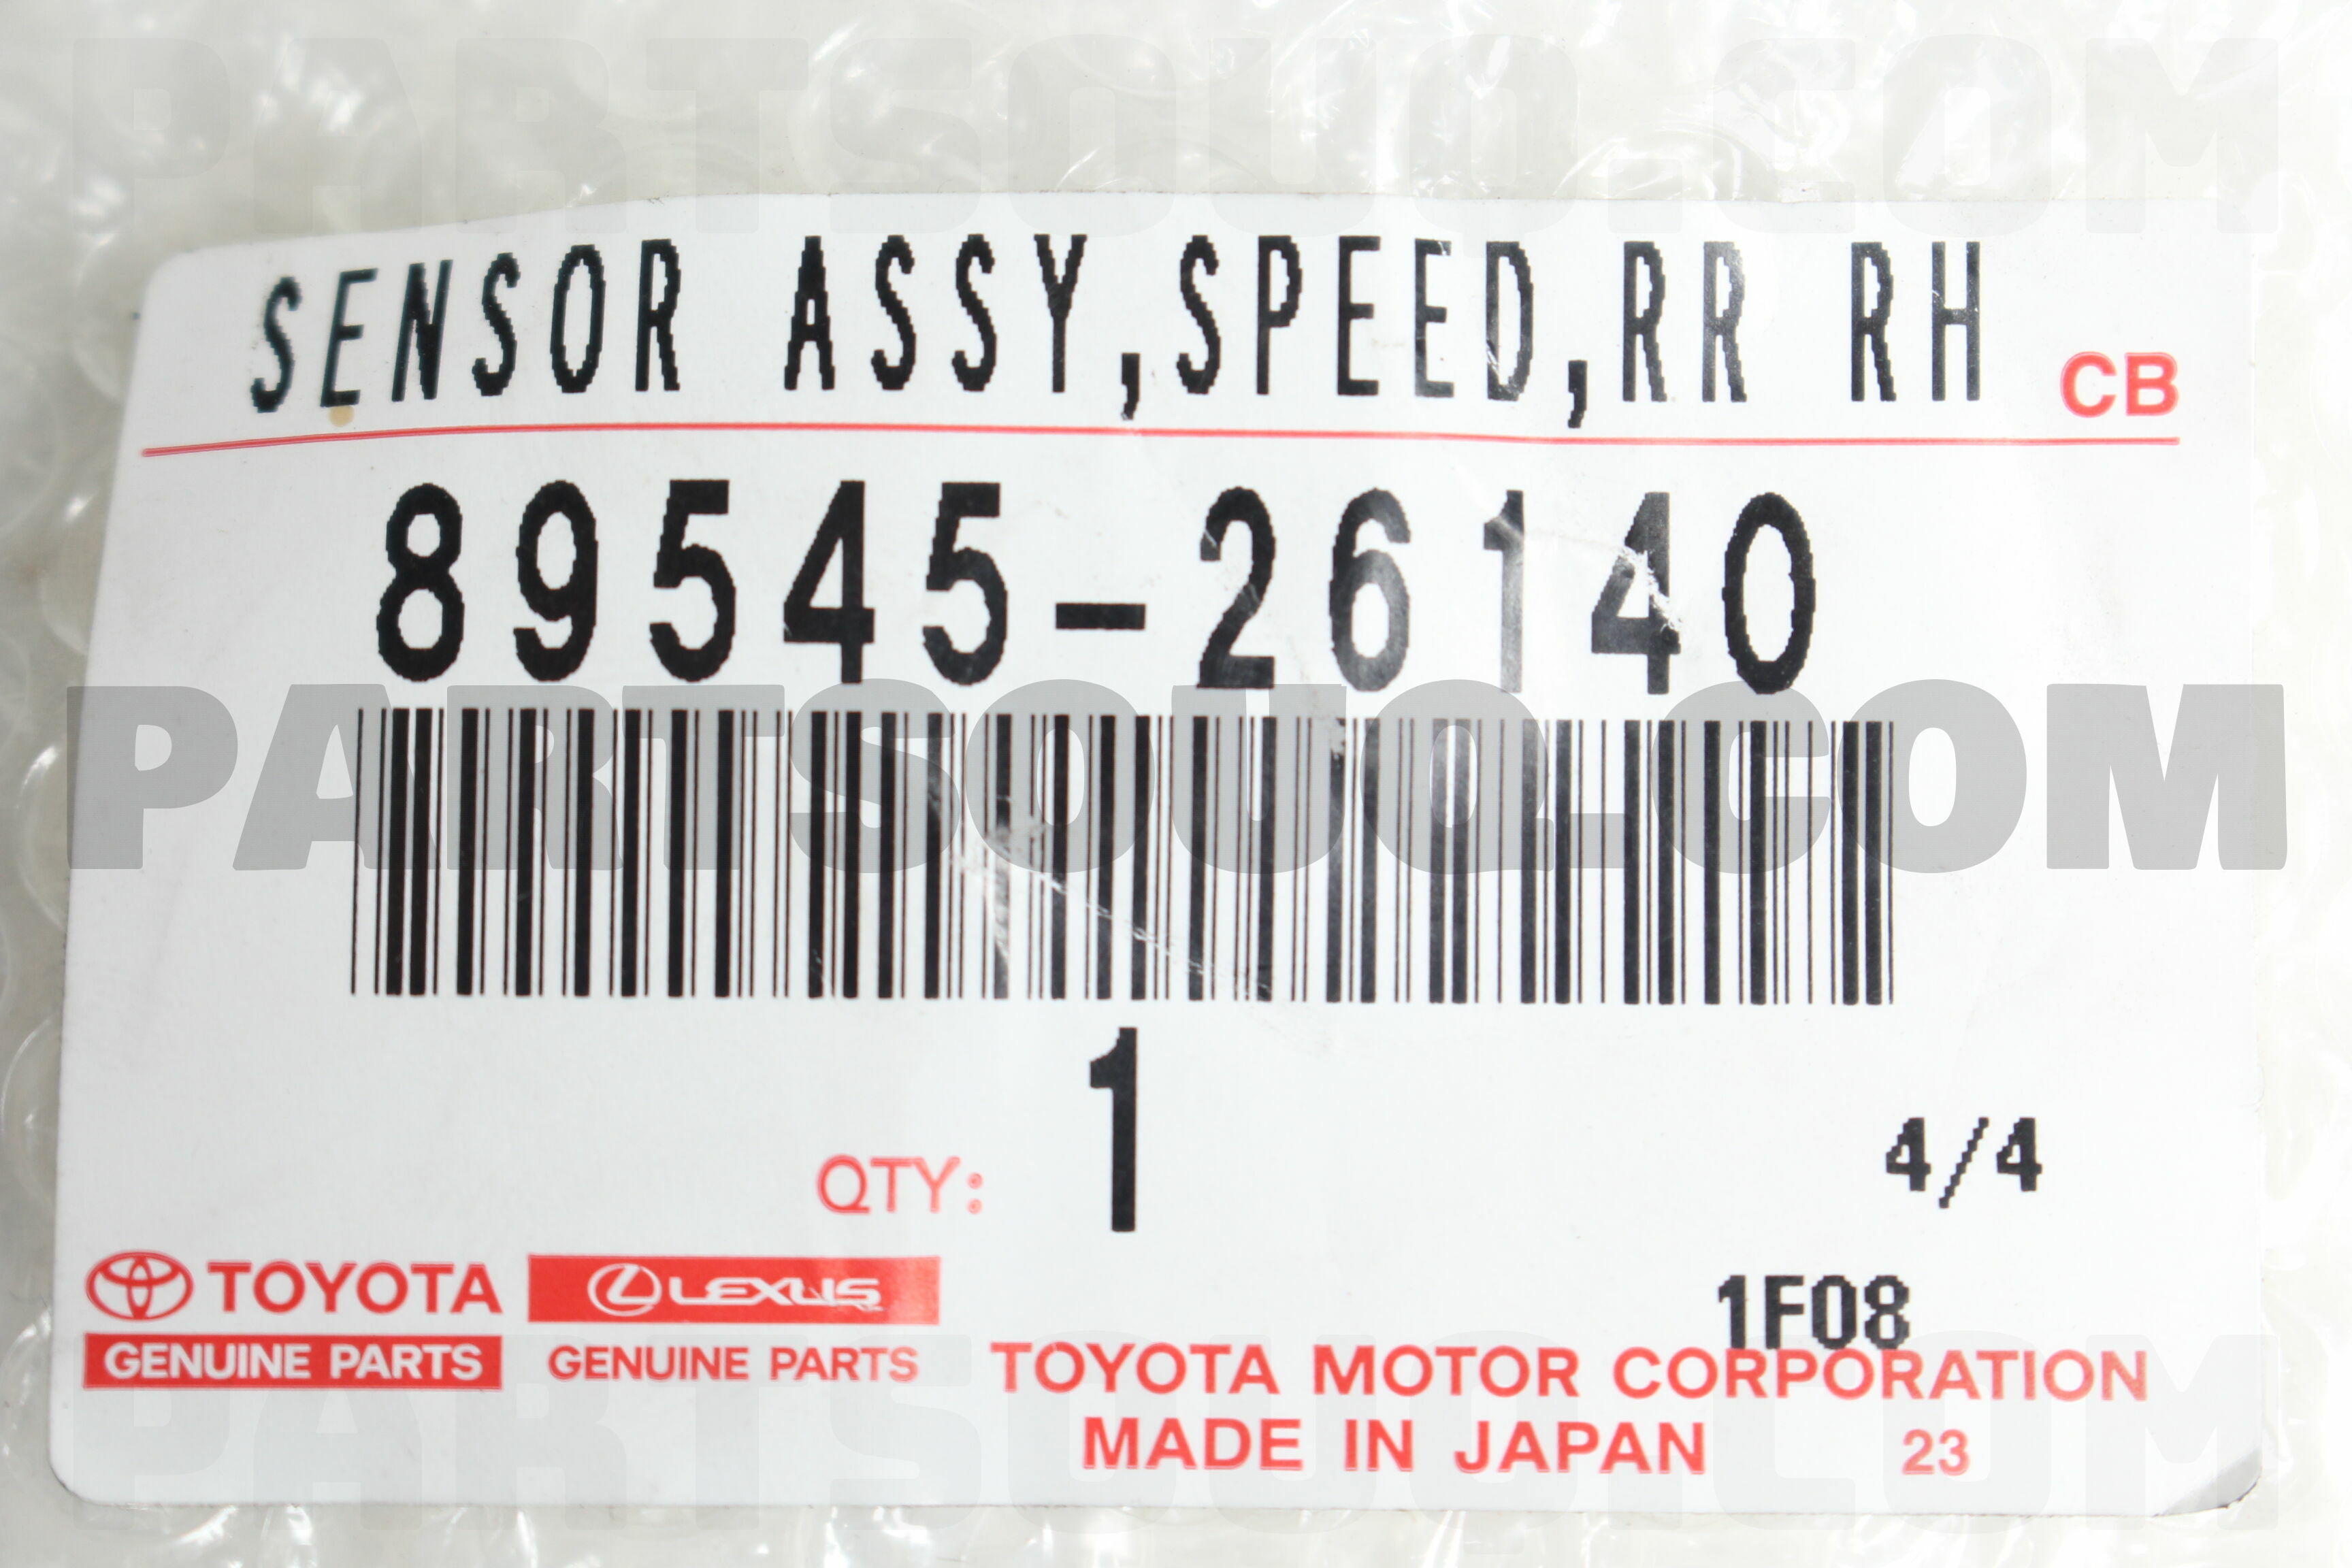 PARTSOUQ.COM
SENSOR ASSY,SPEED,RR RH
CB
89545-26140
PARTSOUQ.COM
1
QTY:
4/4
TOYOTA
LEXUS
1F08
GENUINE PARTS
GENUINE PARTS
TOYOTA MOTOR CORPORATION
MADE IN JAPAN 23
PARTSOUQ.COM